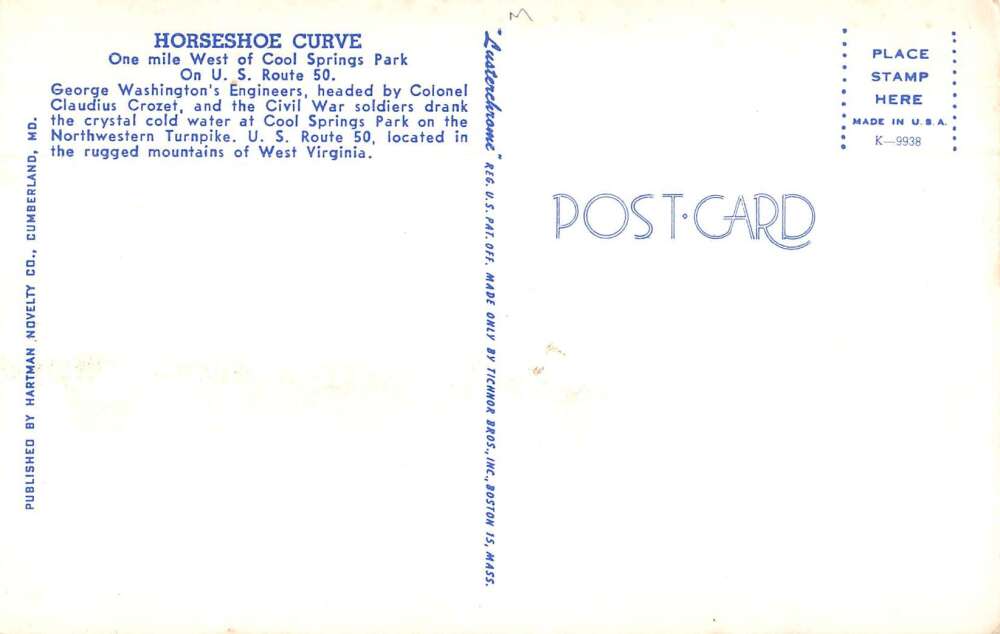 HORSESHOE CURVE
One mile West of Cool Springs Park
On U. S. Route 50.
George Washington's Engineers, headed by Colonel
Claudius Crozet, and the Civil War soldiers drank
the crystal cold water at Cool Springs Park on the
Northwestern Turnpike. U. S. Route 50, located in
the rugged mountains of West Virginia.
PUBLISHED BY HARTMAN NOVELTY CO., CUMBERLAND, MD.
"Lusterchrome" REG. U.S. PAT. OFF. MADE ONLY BY TICHNOR BROS., INC., BOSTON 15, MASS.
M
PLACE
STAMP
HERE
MADE IN U.S.A.
K—9938
POST·CARD